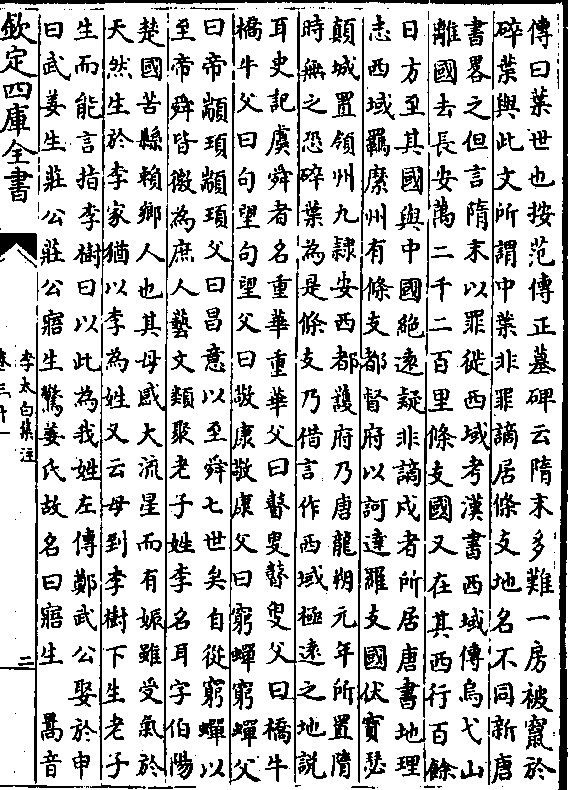 傳曰葉世也按范傳正墓碑云隋末多難一房被竄於
碎葉與此文所謂中葉非罪謫居條支地名不同新唐
書畧之但言隋末以罪徙西域考漢書西域傳烏弋山
離國去長安萬二千二百里條支國又在其西行百餘
日方至其國與中國絶逺疑非謫戍者所居唐書地理
志西域羈縻州有條支都督府以訶達羅支國伏寳瑟
顛城置領州九隷安西都護府乃唐龍朔元年所置隋
時無之恐碎葉為是條支乃借言作西域極逺之地説
耳史記虞舜者名重華重華父曰瞽叟瞽叟父曰橋牛
橋牛父曰句望句望父曰敬康敬康父曰窮蟬窮蟬父
曰帝顓頊顓頊父曰昌意以至舜七世矣自從窮蟬以
至帝舜皆微為庶人藝文類聚老子姓李名耳字伯陽
楚國苦縣頼鄉人也其母感大流星而有娠雖受氣於
天然生於李家猶以李為姓又云母到李樹下生老子
生而能言指李樹曰以此為我姓左傳鄭武公娶於申
曰武姜生莊公莊公寤生驚姜氏故名曰寤生　暠音
欽定四庫全書
李太白集注
卷三十一
二